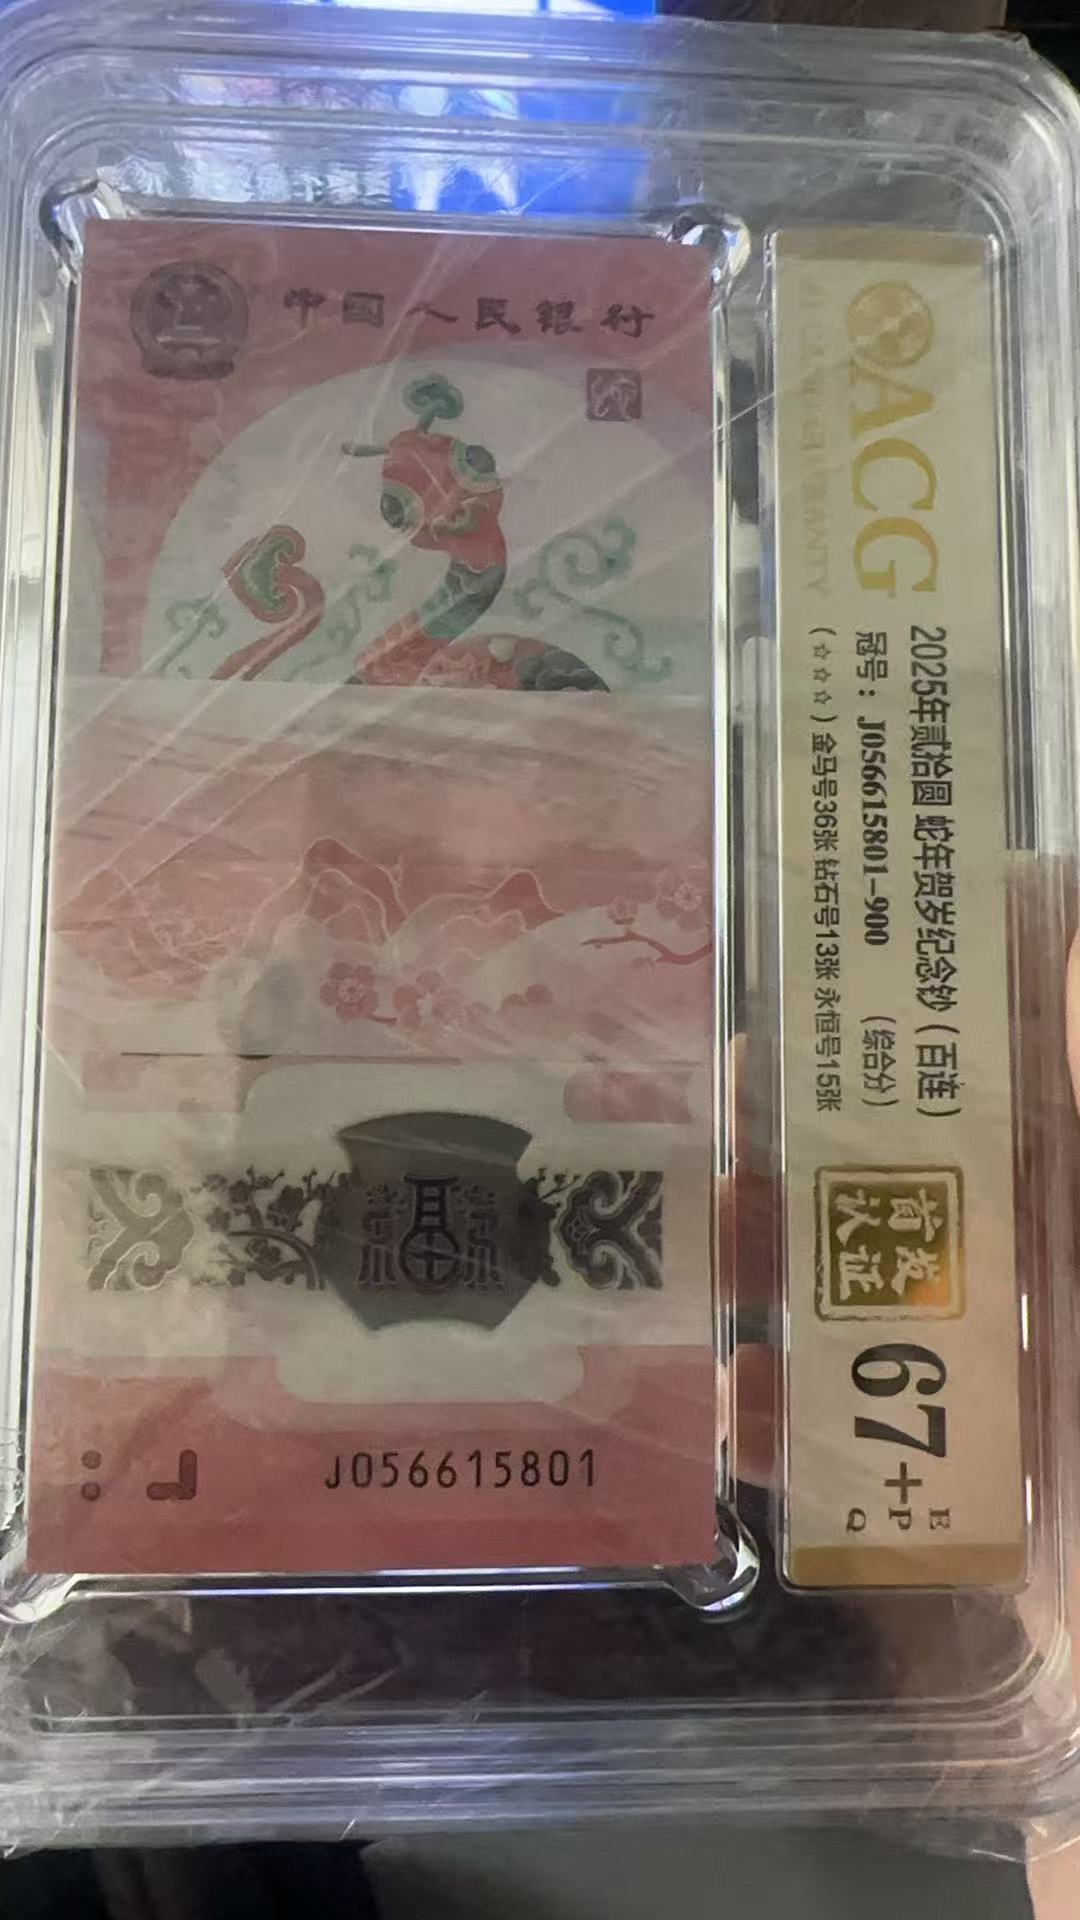 中国人民银行
J056615801
ACG
2025年贰拾圆 蛇年贺岁纪念钞（百连）
冠号：J056615801-900 （综合分）
（☆☆☆）金马号36张 钻石号13张 永恒号15张
首发
认证
67+
E
P
Q